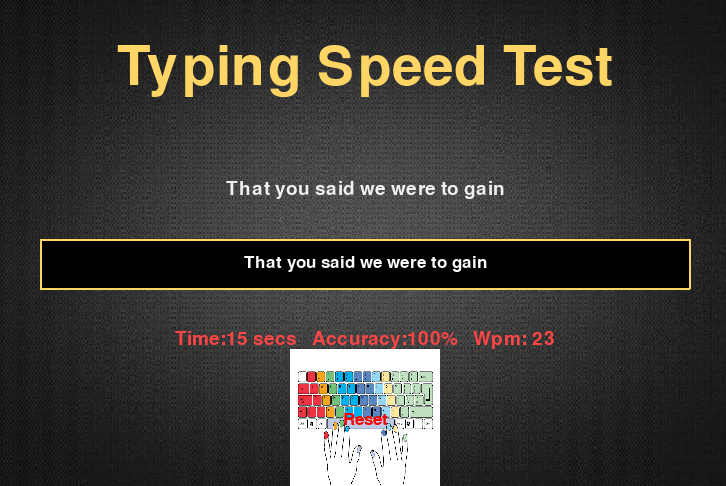 Typing Speed Test
That you said we were to gain
That you said we were to gain
Time:15 secs Accuracy:100% Wpm: 23
Reset